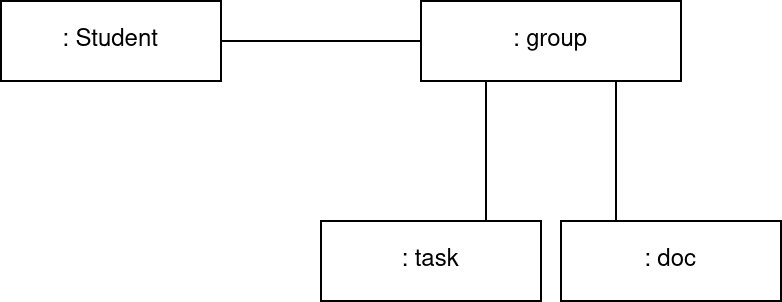 : Student
: group
: task
: doc